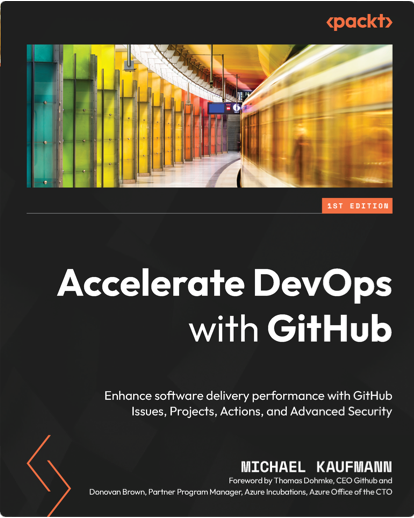 <packt>
1ST EDITION
Accelerate DevOps
with GitHub
Enhance software delivery performance with GitHub
Issues, Projects, Actions, and Advanced Security
MICHAEL KAUFMANN
Foreword by Thomas Dohmke, CEO Github and
Donovan Brown, Partner Program Manager, Azure Incubations, Azure Office of the CTO